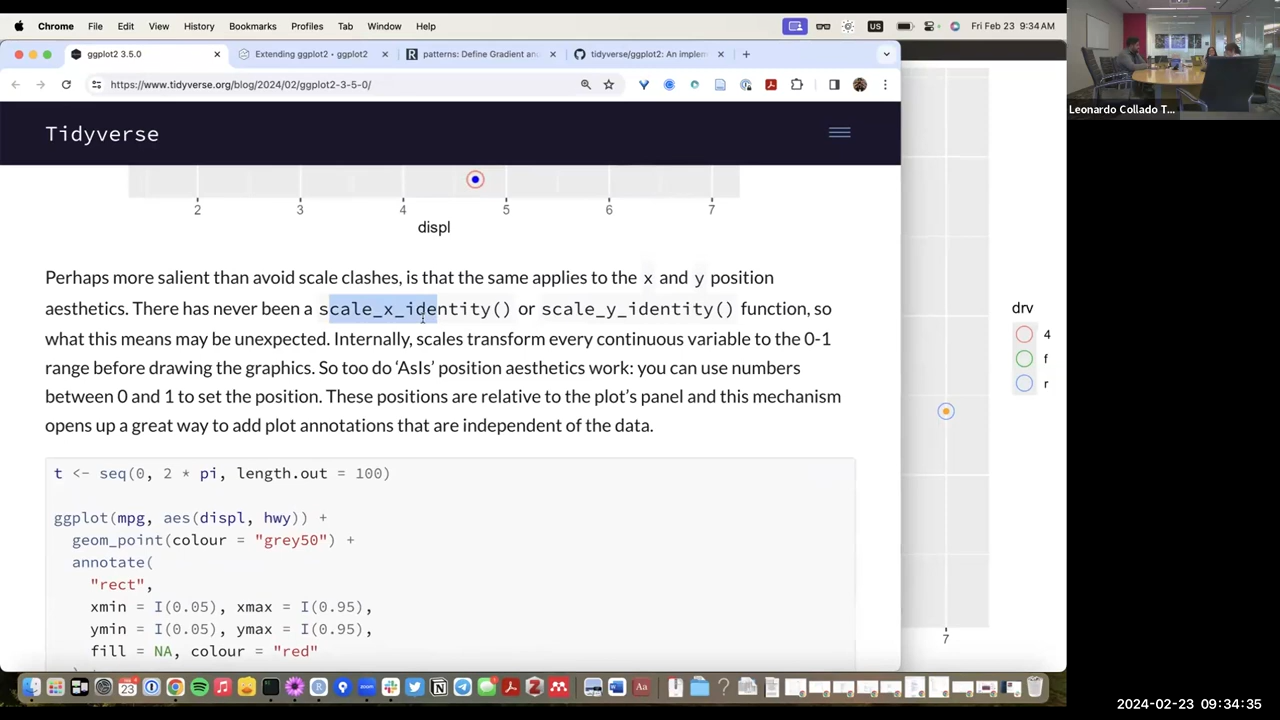 Chrome File Edit View History Bookmarks Profiles Tab Window Help US Fri Feb 23 9:34 AM
ggplot2 3.5.0 Extending ggplot2 • ggplot2 patterns: Define Gradient an tidyverse/ggplot2: An implem
https://www.tidyverse.org/blog/2024/02/ggplot2-3-5-0/
Leonardo Collado T...
Tidyverse
2 3 4 5 6 7
displ
Perhaps more salient than avoid scale clashes, is that the same applies to the x and y position
aesthetics. There has never been a scale_x_identity() or scale_y_identity() function, so
what this means may be unexpected. Internally, scales transform every continuous variable to the 0-1
range before drawing the graphics. So too do ‘AsIs’ position aesthetics work: you can use numbers
between 0 and 1 to set the position. These positions are relative to the plot’s panel and this mechanism
opens up a great way to add plot annotations that are independent of the data.
t <- seq(0, 2 * pi, length.out = 100)
ggplot(mpg, aes(displ, hwy)) +
geom_point(colour = "grey50") +
annotate(
"rect",
xmin = I(0.05), xmax = I(0.95),
ymin = I(0.05), ymax = I(0.95),
fill = NA, colour = "red"
drv
4
f
r
7
2024-02-23 09:34:35